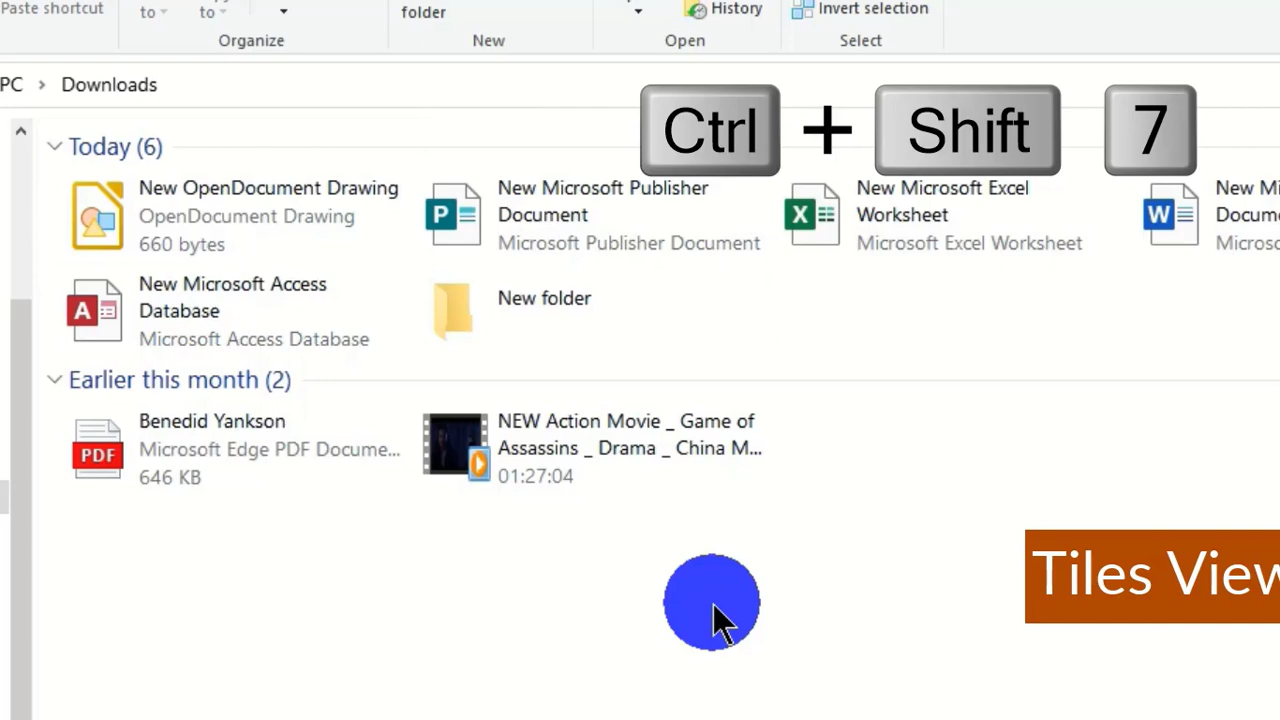 Paste shortcut
to
to
folder
History
Invert selection
Organize
New
Open
Select
PC > Downloads
Ctrl + Shift 7
Today (6)
New OpenDocument Drawing
OpenDocument Drawing
660 bytes
New Microsoft Publisher
Document
Microsoft Publisher Document
New Microsoft Excel
Worksheet
Microsoft Excel Worksheet
New Mi
Docum
Microso
New Microsoft Access
Database
Microsoft Access Database
New folder
Earlier this month (2)
Benedid Yankson
Microsoft Edge PDF Docume...
646 KB
NEW Action Movie _ Game of
Assassins _ Drama _ China M...
01:27:04
Tiles View